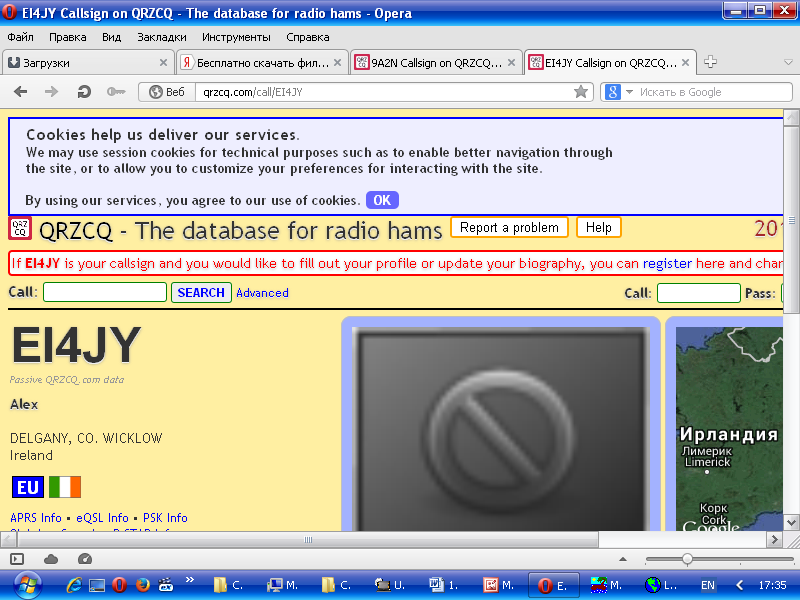 EI4JY Callsign on QRZCQ - The database for radio hams - Opera
Файл Правка Вид Закладки Инструменты Справка
Загрузки
Бесплатно скачать фил...
9A2N Callsign on QRZCQ...
EI4JY Callsign on QRZCQ...
Веб
qrzcq.com/call/EI4JY
Искать в Google
Cookies help us deliver our services.
We may use session cookies for technical purposes such as to enable better navigation through
the site, or to allow you to customize your preferences for interacting with the site.
By using our services, you agree to our use of cookies. OK
QRZ CQ
QRZCQ - The database for radio hams Report a problem Help 201
If EI4JY is your callsign and you would like to fill out your profile or update your biography, you can register here and
Call: SEARCH Advanced Call: Pass:
EI4JY
Passive QRZCQ.com data
Alex
DELGANY, CO. WICKLOW
Ireland
EU
APRS Info • eQSL Info • PSK Info
Ирландия
Лимерик
Limerick
Корк
Cork
Google
С. М. С. U. 1. М. E. М. L.. EN 17:35